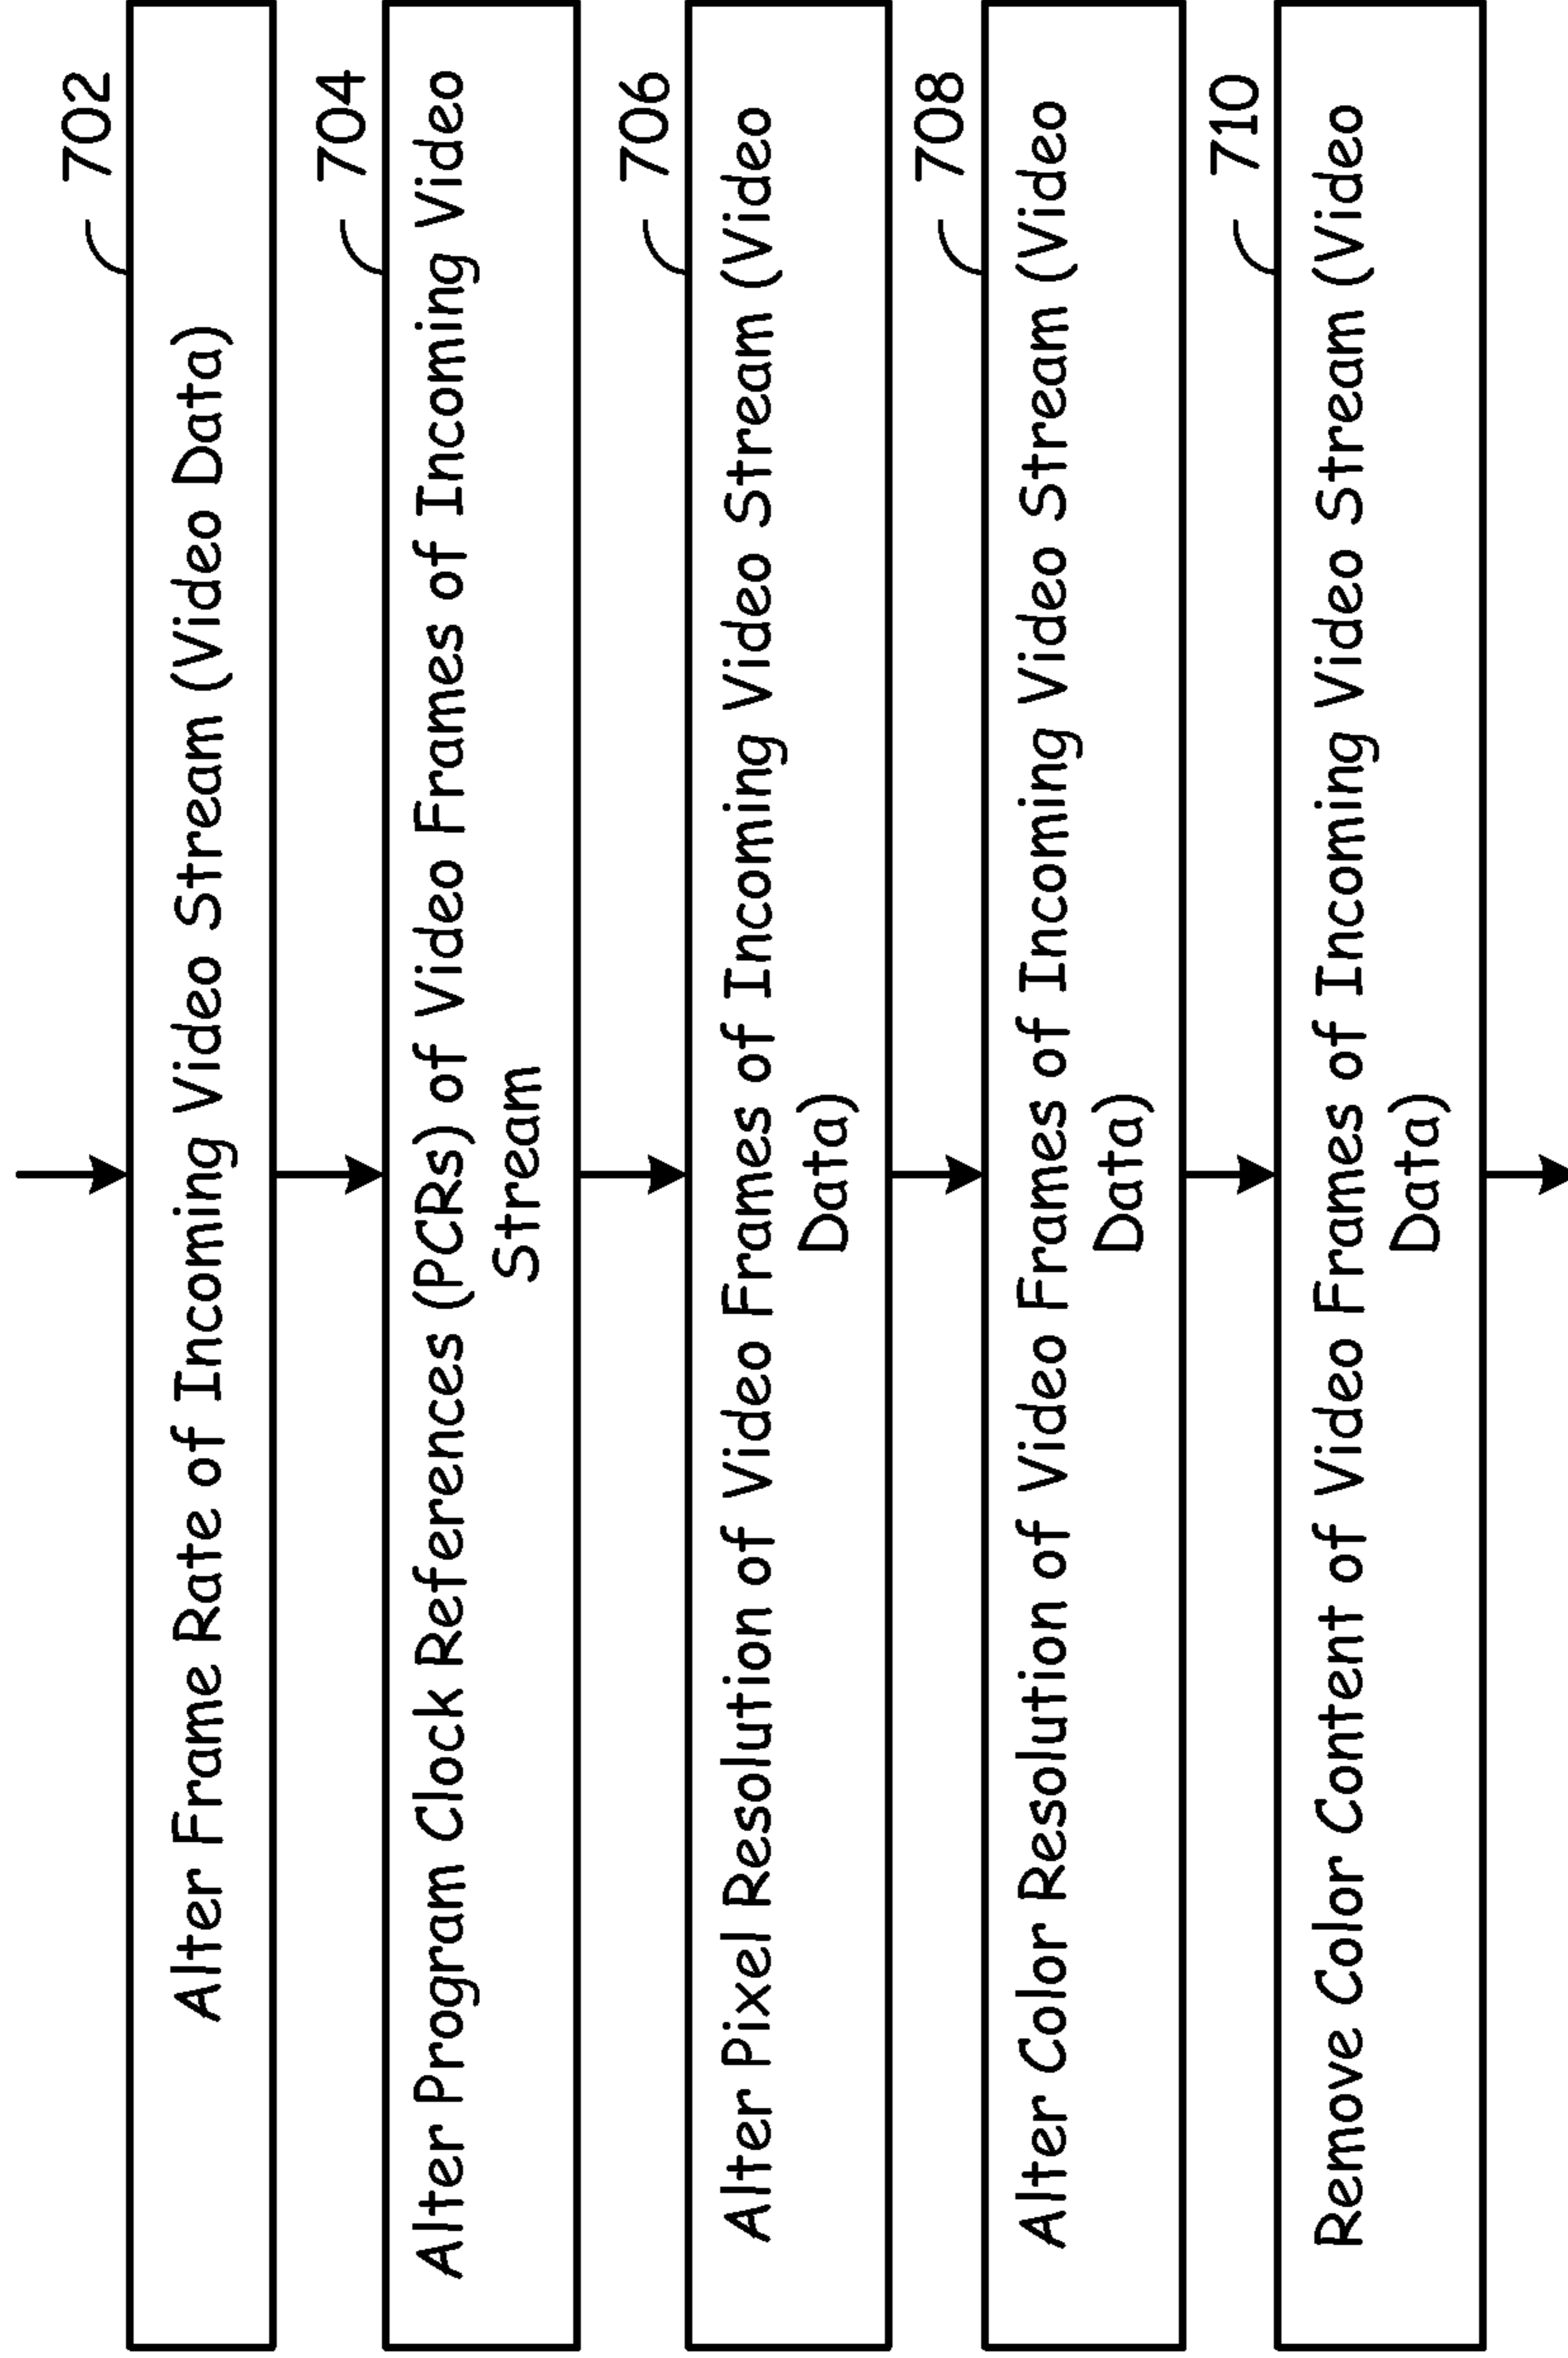 702
Alter Frame Rate of Incoming Video Stream (Video Data)
704
Alter Program Clock References (PCRs) of Video Frames of Incoming Video
Stream
706
Alter Pixel Resolution of Video Frames of Incoming Video Stream (Video
Data)
708
Alter Color Resolution of Video Frames of Incoming Video Stream (Video
Data)
710
Remove Color Content of Video Frames of Incoming Video Stream (Video
Data)